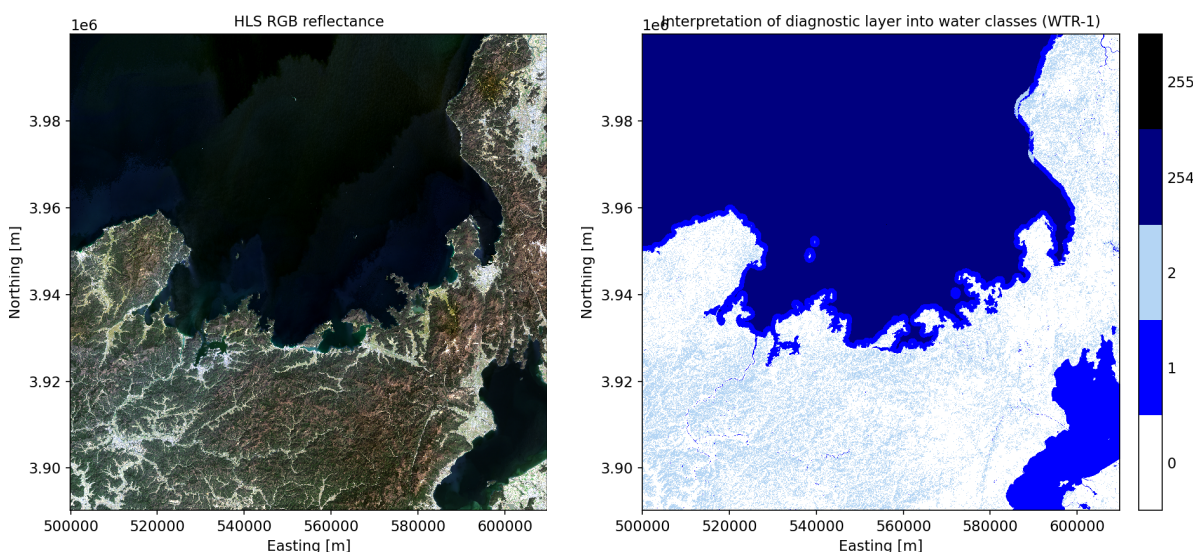 HLS RGB reflectance
1e6
3.98
3.96
3.94
3.92
3.90
Northing [m]
500000 520000 540000 560000 580000 600000
Easting [m]
Interpretation of diagnostic layer into water classes (WTR-1)
1e6
3.98
3.96
3.94
3.92
3.90
Northing [m]
500000 520000 540000 560000 580000 600000
Easting [m]
255
254
2
1
0